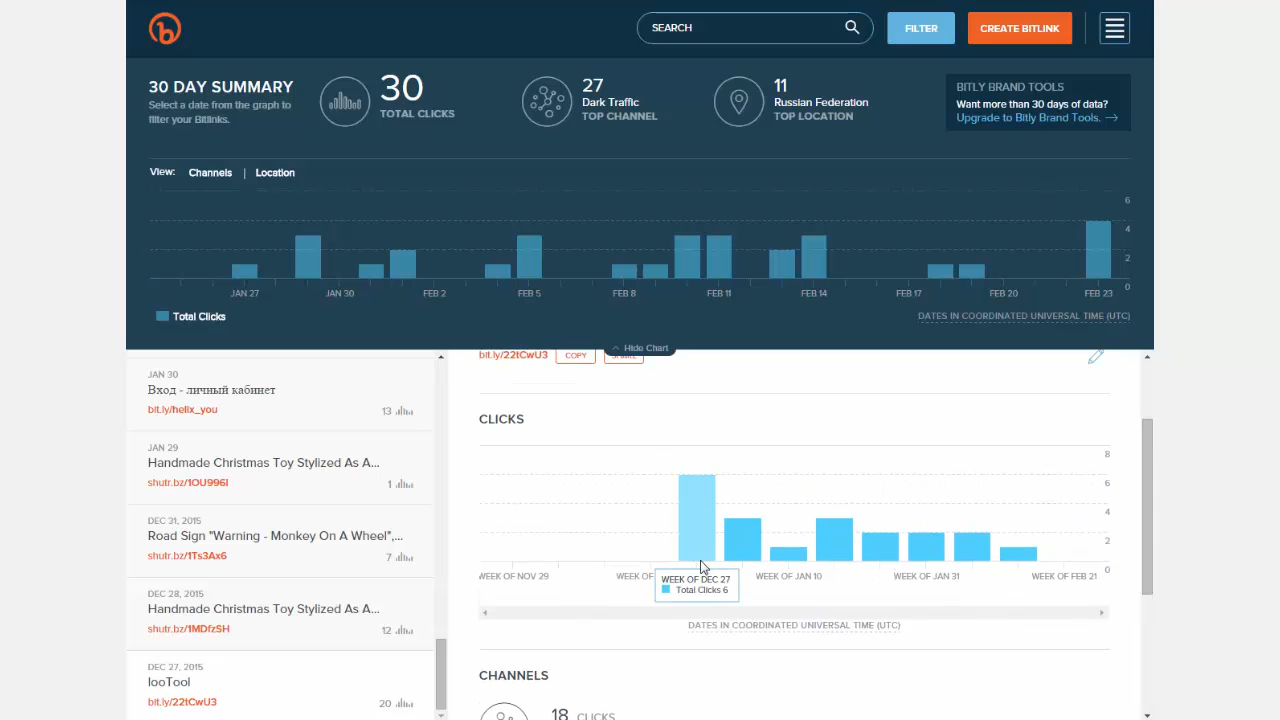 SEARCH
FILTER
CREATE BITLINK
30 DAY SUMMARY
Select a date from the graph to
filter your Bitlinks.
30
TOTAL CLICKS
27
Dark Traffic
TOP CHANNEL
11
Russian Federation
TOP LOCATION
BITLY BRAND TOOLS
Want more than 30 days of data?
Upgrade to Bitly Brand Tools. →
View: Channels | Location
6
4
2
0
JAN 27 JAN 30 FEB 2 FEB 5 FEB 8 FEB 11 FEB 14 FEB 17 FEB 20 FEB 23
Total Clicks
DATES IN COORDINATED UNIVERSAL TIME (UTC)
Hide Chart
JAN 30
Вход - личный кабинет
bit.ly/helix_you
13
JAN 29
Handmade Christmas Toy Stylized As A...
shutr.bz/1OU996I
1
DEC 31, 2015
Road Sign "Warning - Monkey On A Wheel",...
shutr.bz/1Ts3Ax6
7
DEC 28, 2015
Handmade Christmas Toy Stylized As A...
shutr.bz/1MDfzSH
12
DEC 27, 2015
looTool
bit.ly/22tCwU3
20
bit.ly/22tCwU3 COPY
CLICKS
8
6
4
2
0
WEEK OF NOV 29 WEEK OF WEEK OF JAN 10 WEEK OF JAN 31 WEEK OF FEB 21
WEEK OF DEC 27
Total Clicks 6
DATES IN COORDINATED UNIVERSAL TIME (UTC)
CHANNELS
18 CLICKS